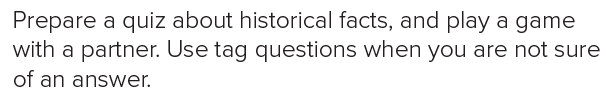 Prepare a quiz about historical facts, and play a game
with a partner. Use tag questions when you are not sure
of an answer.